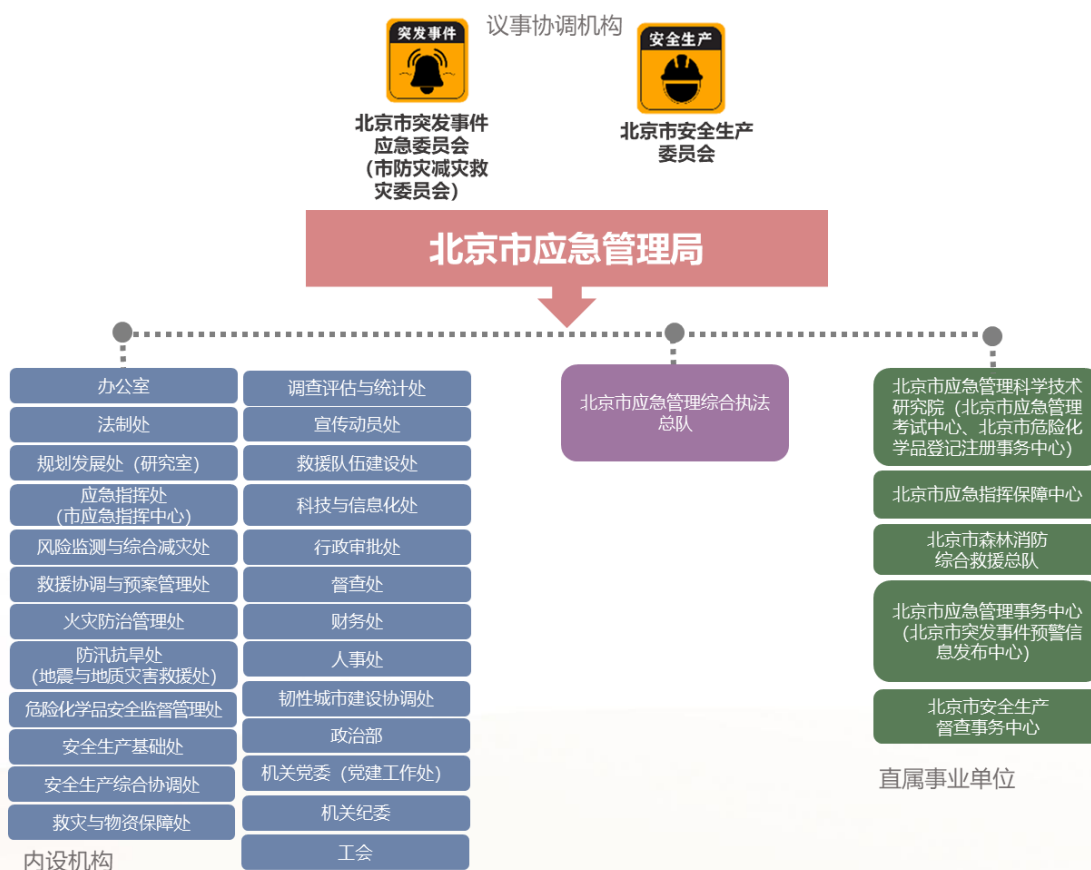 议事协调机构
突发事件
安全生产
北京市突发事件
应急委员会
(市防灾减灾救
灾委员会)
北京市安全生产
委员会
北京市应急管理局
办公室
法制处
规划发展处（研究室）
应急指挥处
(市应急指挥中心)
风险监测与综合减灾处
救援协调与预案管理处
火灾防治管理处
防汛抗旱处
(地震与地质灾害救援处)
危险化学品安全监督管理处
安全生产基础处
安全生产综合协调处
救灾与物资保障处
内设机构
调查评估与统计处
宣传动员处
救援队伍建设处
科技与信息化处
行政审批处
督查处
财务处
人事处
韧性城市建设协调处
政治部
机关党委（党建工作处）
机关纪委
工会
北京市应急管理综合执法
总队
北京市应急管理科学技术
研究院（北京市应急管理
考试中心、北京市危险化
学品登记注册事务中心）
北京市应急指挥保障中心
北京市森林消防
综合救援总队
北京市应急管理事务中心
（北京市突发事件预警信
息发布中心）
北京市安全生产
督查事务中心
直属事业单位